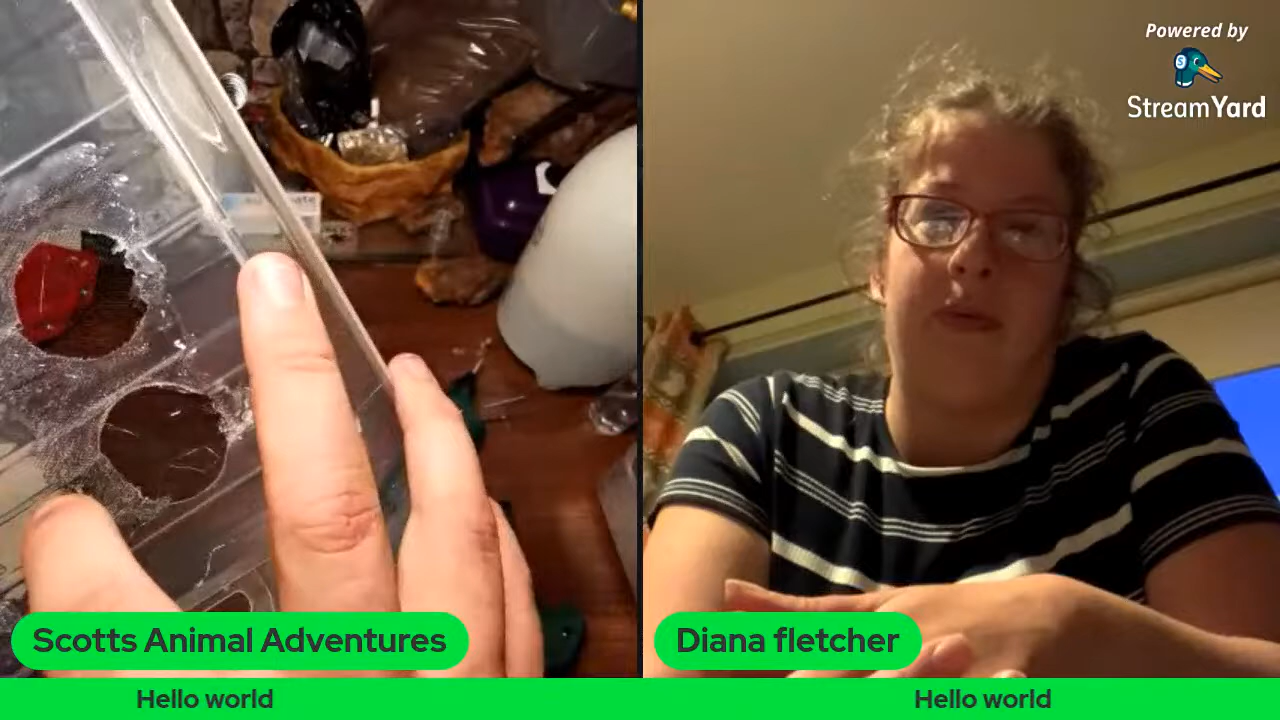 Powered by
StreamYard
Scotts Animal Adventures
Diana fletcher
Hello world
Hello world